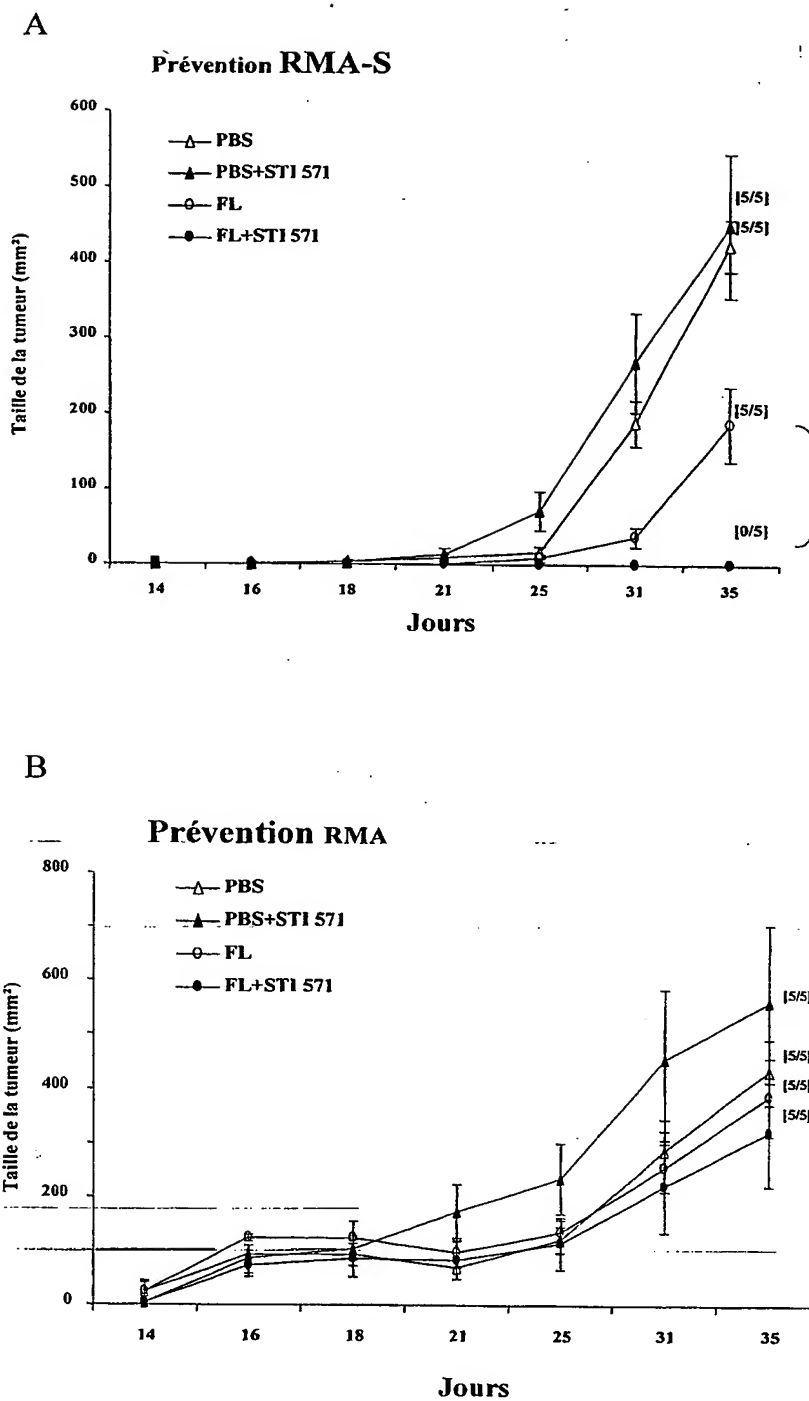 A
Prévention RMA-S
600
500
400
300
200
100
0
Taille de la tumeur (mm²)
PBS
PBS+STI 571
FL
FL+STI 571
[5/5]
[5/5]
[5/5]
[0/5]
14 16 18 21 25 31 35
Jours
B
Prévention RMA
800
600
400
200
0
Taille de la tumeur (mm²)
PBS
PBS+STI 571
FL
FL+STI 571
[5/5]
[5/5]
[5/5]
[5/5]
14 16 18 21 25 31 35
Jours